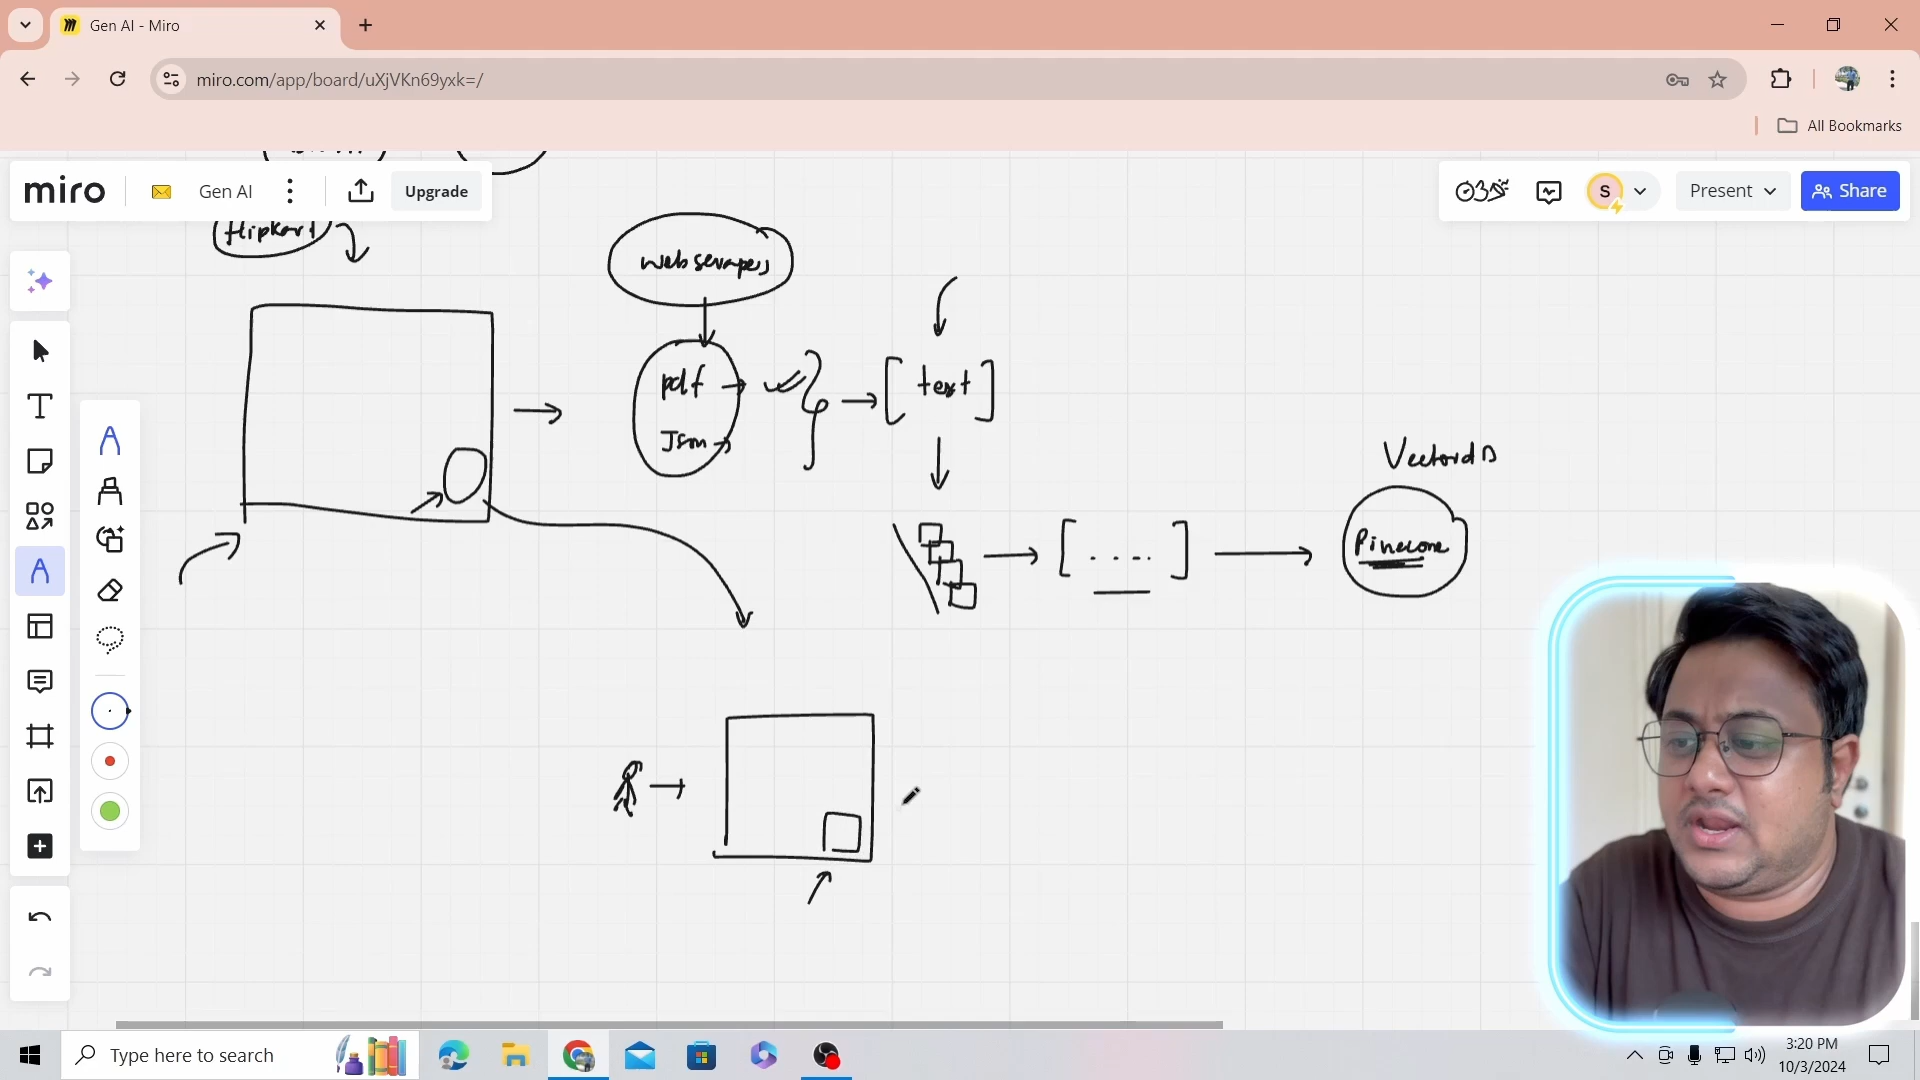 Gen AI - Miro
miro.com/app/board/uXjVKn69yxk=/
All Bookmarks
miro
Gen AI
Upgrade
S
Present
Share
flipkart
web scrapers
pdf
Json
[ text ]
[ .... ]
Vectordb
Pinecone
Type here to search
3:20 PM
10/3/2024